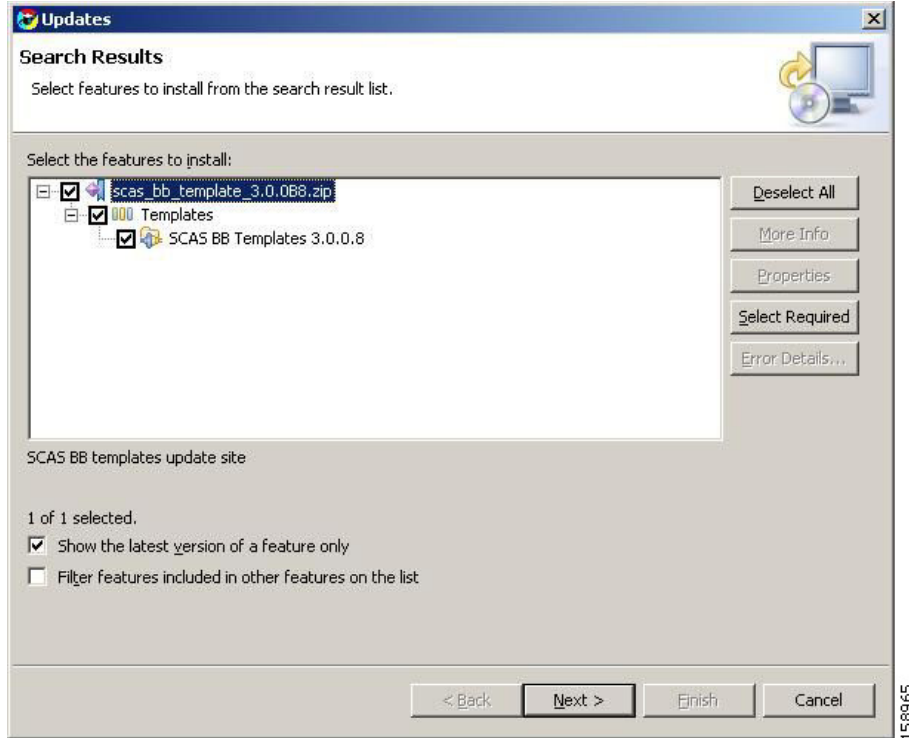 Updates
Search Results
Select features to install from the search result list.
Select the features to install:
scas_bb_template_3.0.0B8.zip
Templates
SCAS BB Templates 3.0.0.8
Deselect All
More Info
Properties
Select Required
Error Details...
SCAS BB templates update site
1 of 1 selected.
Show the latest version of a feature only
Filter features included in other features on the list
< Back
Next >
Finish
Cancel
158965